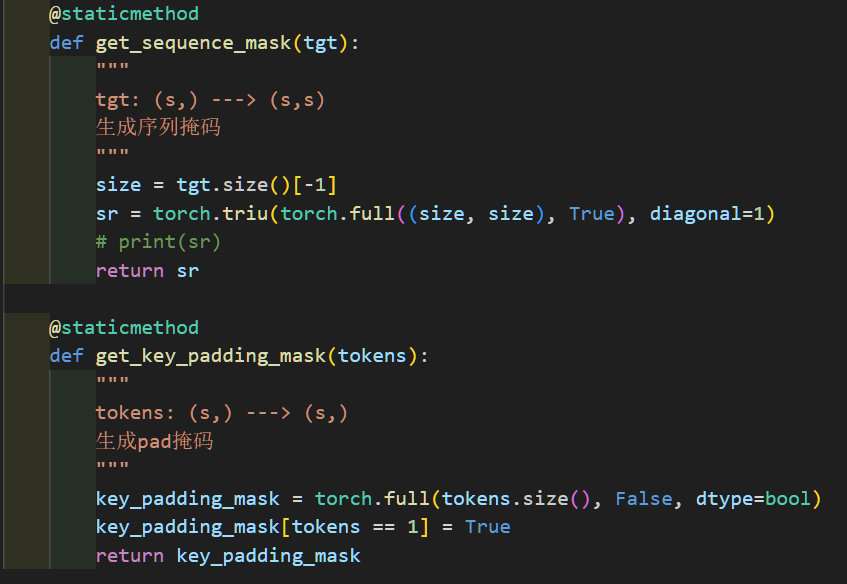 @staticmethod
def get_sequence_mask(tgt):
"""
tgt: (s,) ---> (s,s)
生成序列掩码
"""
size = tgt.size()[-1]
sr = torch.triu(torch.full((size, size), True), diagonal=1)
# print(sr)
return sr
@staticmethod
def get_key_padding_mask(tokens):
"""
tokens: (s,) ---> (s,)
生成pad掩码
"""
key_padding_mask = torch.full(tokens.size(), False, dtype=bool)
key_padding_mask[tokens == 1] = True
return key_padding_mask